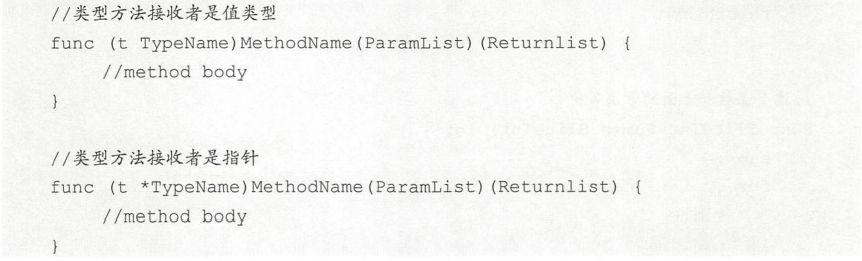 //类型方法接收者是值类型
func (t TypeName)MethodName(ParamList)(Returnlist) {
//method body
}
//类型方法接收者是指针
func (t *TypeName)MethodName(ParamList)(Returnlist) {
//method body
}